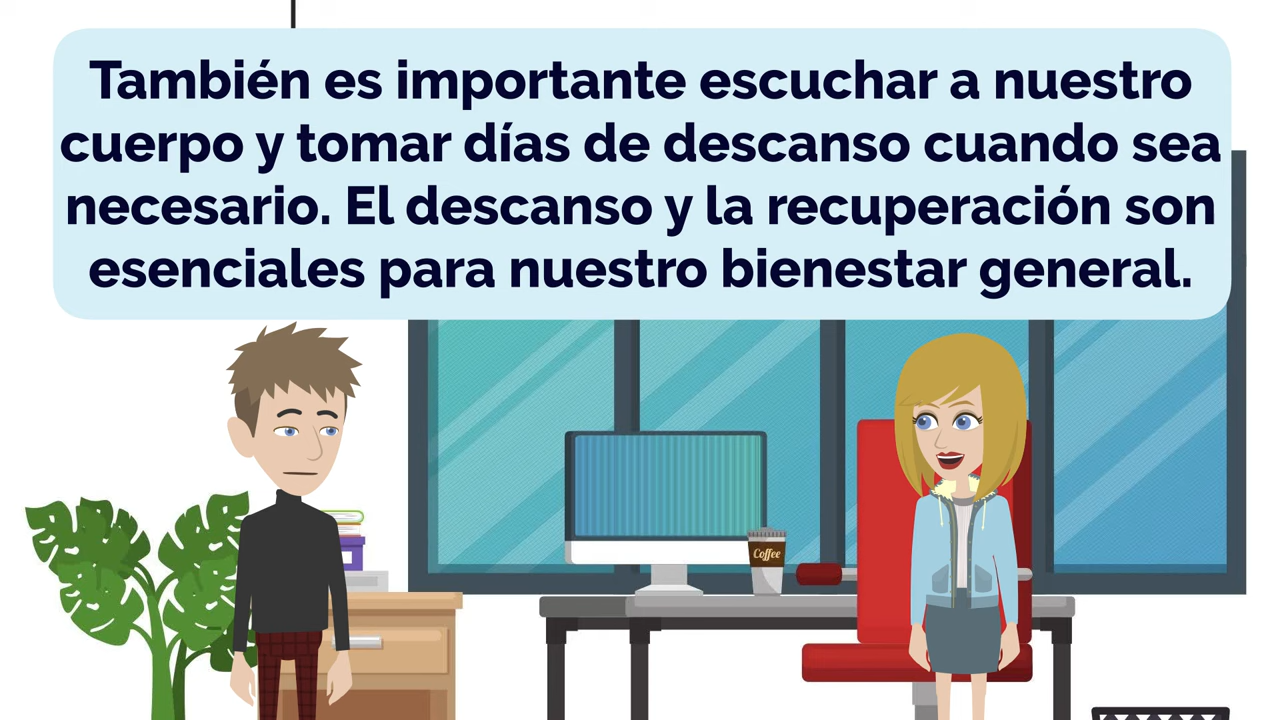 También es importante escuchar a nuestro
cuerpo y tomar días de descanso cuando sea
necesario. El descanso y la recuperación son
esenciales para nuestro bienestar general.
Coffee